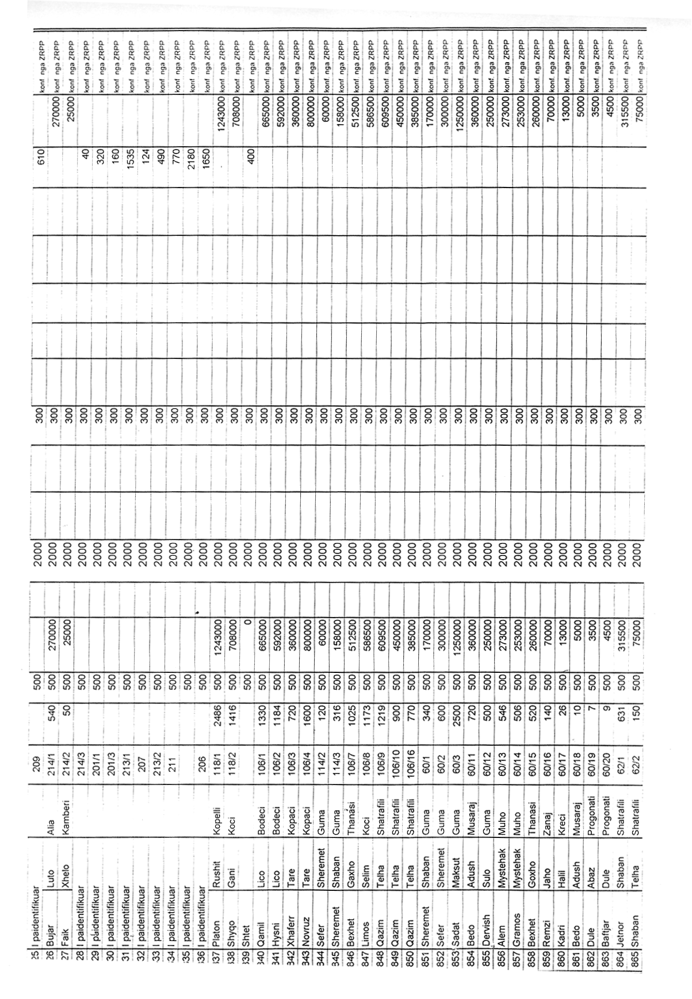 25 I paidentifikuar 209 500 2000 300 610 konf nga ZRPP
26 Bujar Luto Alia 214/1 540 500 270000 2000 300 270000 konf nga ZRPP
27 Faik Xhelo Kamberi 214/2 50 500 25000 2000 300 25000 konf nga ZRPP
28 I paidentifikuar 214/3 500 2000 300 40 konf nga ZRPP
29 I paidentifikuar 201/1 500 2000 300 320 konf nga ZRPP
30 I paidentifikuar 201/3 500 2000 300 160 konf nga ZRPP
31 I paidentifikuar 213/1 500 2000 300 1535 konf nga ZRPP
32 I paidentifikuar 207 500 2000 300 124 konf nga ZRPP
33 I paidentifikuar 213/2 500 2000 300 490 konf nga ZRPP
34 I paidentifikuar 211 500 2000 300 770 konf nga ZRPP
35 I paidentifikuar 500 2000 300 2180 konf nga ZRPP
336 I paidentifikuar 206 500 2000 300 1650 konf nga ZRPP
337 Platon Rushit Kopelli 118/1 2486 500 1243000 2000 300 1243000 konf nga ZRPP
338 Shyqo Gani Koci 118/2 1416 500 708000 2000 300 708000 konf nga ZRPP
339 Shtet 500 0 2000 300 400 konf nga ZRPP
340 Qamil Lico Bodeci 106/1 1330 500 665000 2000 300 665000 konf nga ZRPP
341 Hysni Lico Bodeci 106/2 1184 500 592000 2000 300 592000 konf nga ZRPP
342 Xhaferr Tare Kopaci 106/3 720 500 360000 2000 300 360000 konf nga ZRPP
343 Novruz Tare Kopaci 106/4 1600 500 800000 2000 300 800000 konf nga ZRPP
344 Sefer Sheremet Guma 114/2 120 500 60000 2000 300 60000 konf nga ZRPP
845 Sheremet Shaban Guma 114/3 316 500 158000 2000 300 158000 konf nga ZRPP
846 Bexhet Gaxho Thanasi 106/7 1025 500 512500 2000 300 512500 konf. nga ZRPP
847 Limos Selim Koci 106/8 1173 500 586500 2000 300 586500 konf. nga ZRPP
848 Qazim Telha Shatrafili 106/9 1219 500 609500 2000 300 609500 konf. nga ZRPP
849 Qazim Telha Shatrafili 106/10 900 500 450000 2000 300 450000 konf. nga ZRPP
850 Qazim Telha Shatrafili 106/16 770 500 385000 2000 300 385000 konf. nga ZRPP
851 Sheremet Shaban Guma 60/1 340 500 170000 2000 300 170000 konf. nga ZRPP
852 Sefer Sheremet Guma 60/2 600 500 300000 2000 300 300000 konf. nga ZRPP
853 Sadat Maksut Guma 60/3 2500 500 1250000 2000 300 1250000 konf. nga ZRPP
854 Bedo Adush Musaraj 60/11 720 500 360000 2000 300 360000 konf. nga ZRPP
855 Dervish Sulo Guma 60/12 500 500 250000 2000 300 250000 konf. nga ZRPP
856 Alem Mystehak Muho 60/13 546 500 273000 2000 300 273000 konf. nga ZRPP
857 Gramos Mystehak Muho 60/14 506 500 253000 2000 300 253000 konf. nga ZRPP
858 Bexhet Goxho Thanasi 60/15 520 500 260000 2000 300 260000 konf. nga ZRPP
859 Remzi Jaho Zanaj 60/16 140 500 70000 2000 300 70000 konf. nga ZRPP
860 Kadri Halil Kreci 60/17 26 500 13000 2000 300 13000 konf. nga ZRPP
861 Bedo Adush Musaraj 60/18 10 500 5000 2000 300 5000 konf. nga ZRPP
862 Dule Abaz Progonati 60/19 7 500 3500 2000 300 3500 konf. nga ZRPP
863 Baftjar Dule Progonati 60/20 9 500 4500 2000 300 4500 konf. nga ZRPP
864 Jetnor Shaban Shatrafili 62/1 631 500 315500 2000 300 315500 konf. nga ZRPP
865 Shaban Telha Shatrafili 62/2 150 500 75000 2000 300 75000 konf. nga ZRPP